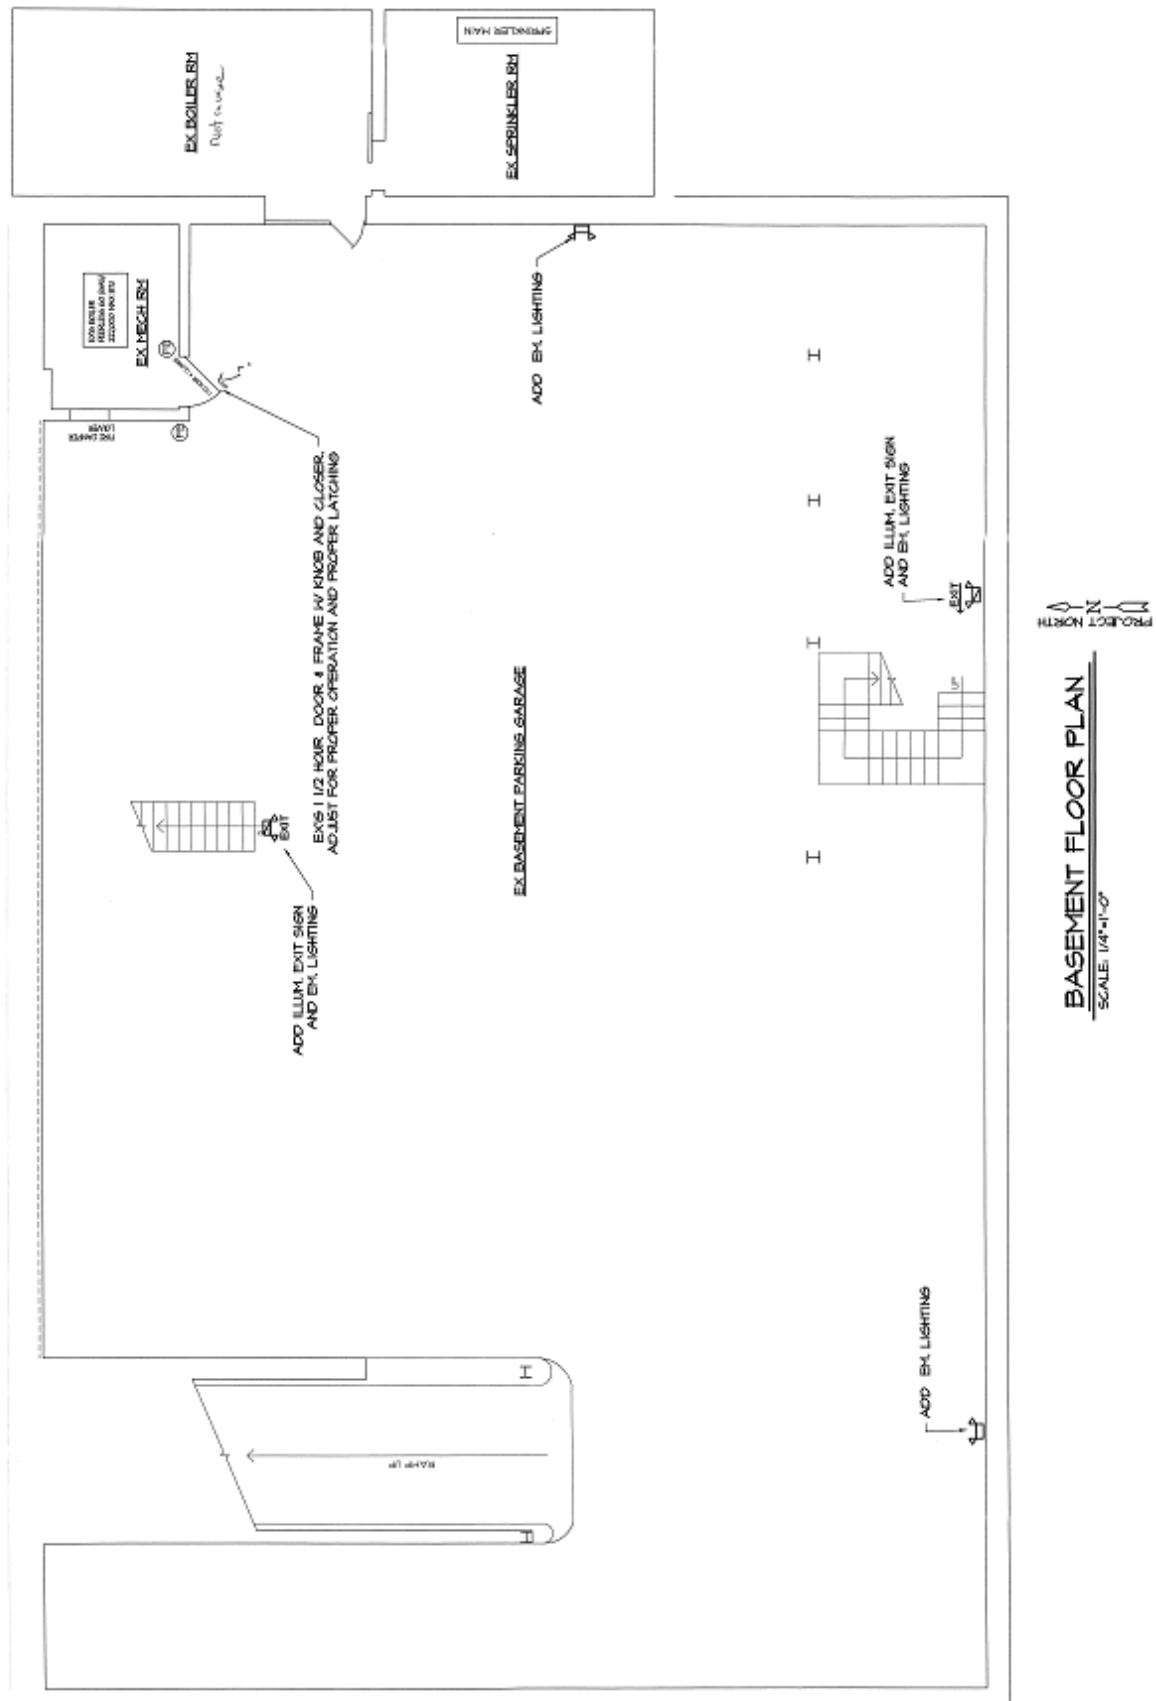 EX BOILER RM
SPRINKLER MAIN
EX SPRINKLER RM
EX MECH RM
FIRE DAMPER
LOUVER
ADD EM. LIGHTING
EX'G 1 1/2 HOUR DOOR & FRAME W/ KNOB AND CLOSER,
ADJUST FOR PROPER OPERATION AND PROPER LATCHING
ADD ILLUM. EXIT SIGN
AND EM. LIGHTING
EXIT
UP
EX BASEMENT PARKING GARAGE
ADD ILLUM. EXIT SIGN
AND EM. LIGHTING
EXIT
RAMP UP
ADD EM. LIGHTING
PROJECT NORTH
N
BASEMENT FLOOR PLAN
SCALE: 1/4"=1'-0"